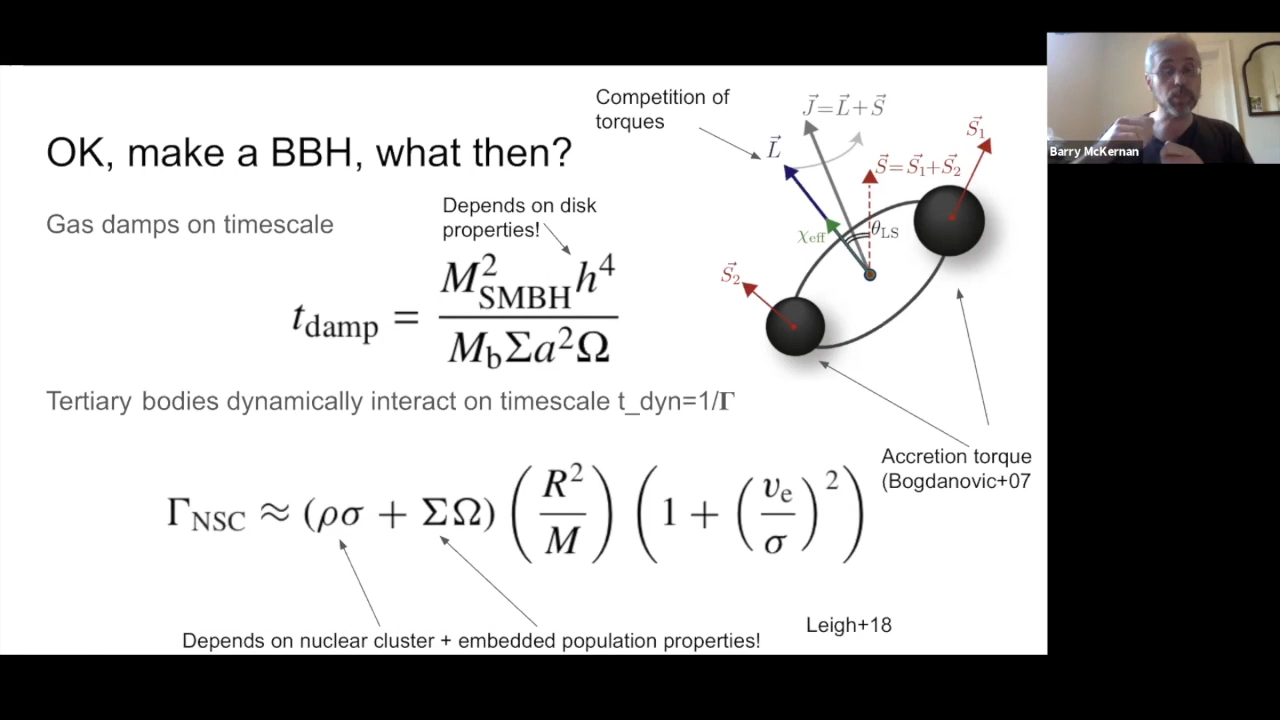 OK, make a BBH, what then?
Gas damps on timescale
Depends on disk
properties!
t_damp = M²_SMBH h⁴ / M_b Σa²Ω
Tertiary bodies dynamically interact on timescale t_dyn=1/Γ
Γ_NSC ≈ (ρσ + ΣΩ) (R²/M) (1 + (v_e/σ)²)
Depends on nuclear cluster + embedded population properties!
Leigh+18
Competition of
torques
J⃗=L⃗+S⃗
L⃗
S⃗=S⃗₁+S⃗₂
S⃗₁
χ_eff
θ_LS
S⃗₂
Accretion torque
(Bogdanovic+07
Barry McKernan